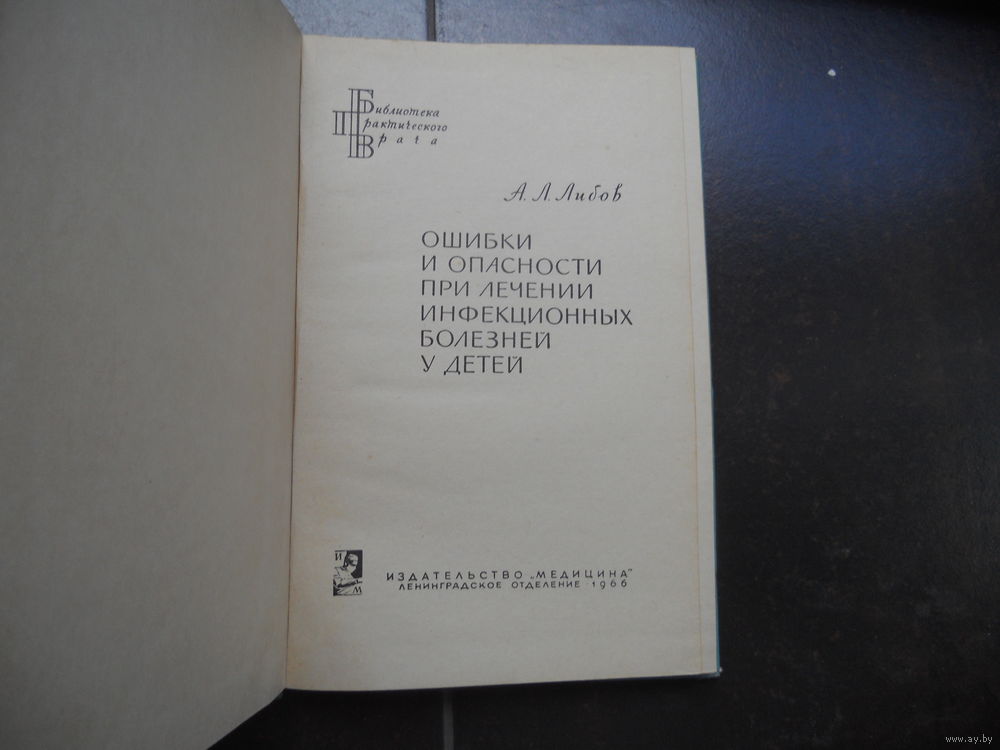 Библиотека
Практического
Врача
А. Л. Либов
ОШИБКИ
И ОПАСНОСТИ
ПРИ ЛЕЧЕНИИ
ИНФЕКЦИОННЫХ
БОЛЕЗНЕЙ
У ДЕТЕЙ
И
М
ИЗДАТЕЛЬСТВО „МЕДИЦИНА"
ЛЕНИНГРАДСКОЕ ОТДЕЛЕНИЕ 1966
www.ay.by